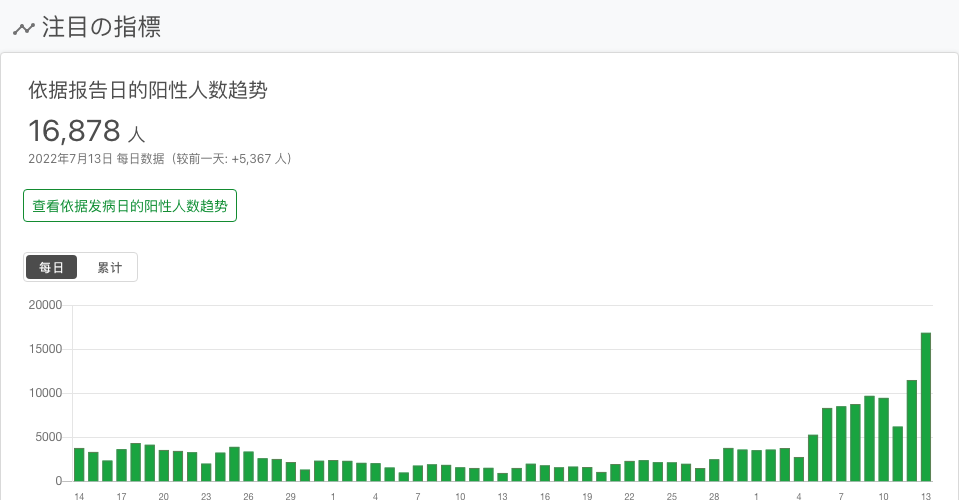 注目の指標
依据报告日的阳性人数趋势
16,878 人
2022年7月13日 每日数据（较前一天: +5,367 人）
查看依据发病日的阳性人数趋势
每日 累计
20000
15000
10000
5000
0
14 17 20 23 26 29 1 4 7 10 13 16 19 22 25 28 1 4 7 10 13